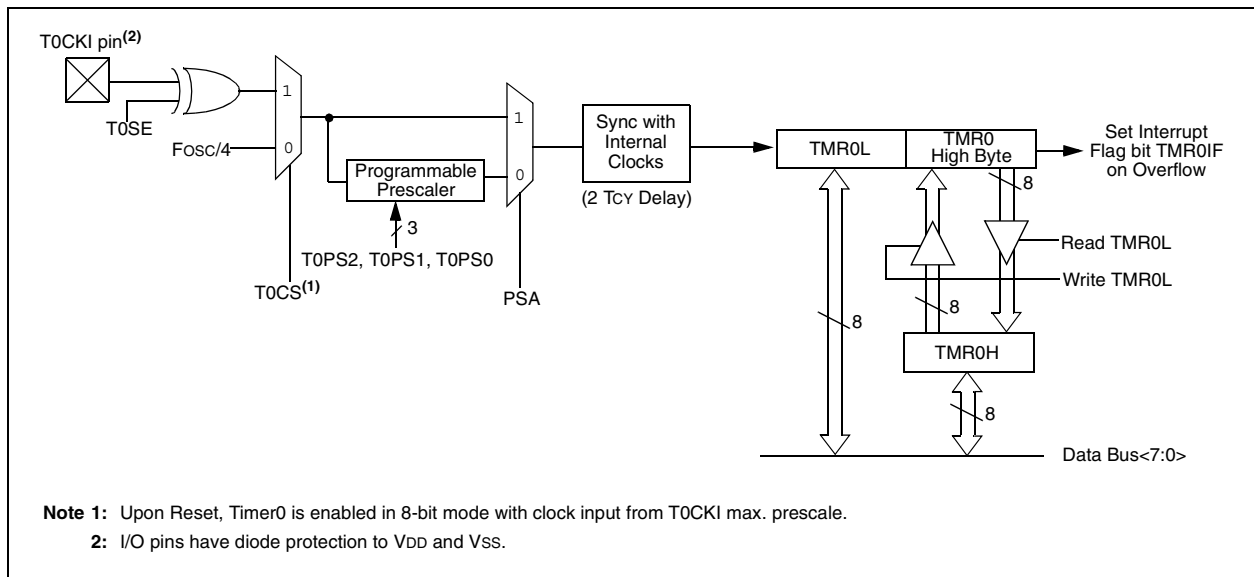 T0CKI pin(2)
T0SE
FOSC/4
1
0
T0CS(1)
Programmable
Prescaler
3
T0PS2, T0PS1, T0PS0
1
0
PSA
Sync with
Internal
Clocks
(2 TCY Delay)
TMR0L
TMR0
High Byte
Set Interrupt
Flag bit TMR0IF
on Overflow
8
Read TMR0L
Write TMR0L
8
8
TMR0H
8
Data Bus<7:0>
Note 1: Upon Reset, Timer0 is enabled in 8-bit mode with clock input from T0CKI max. prescale.
2: I/O pins have diode protection to VDD and VSS.